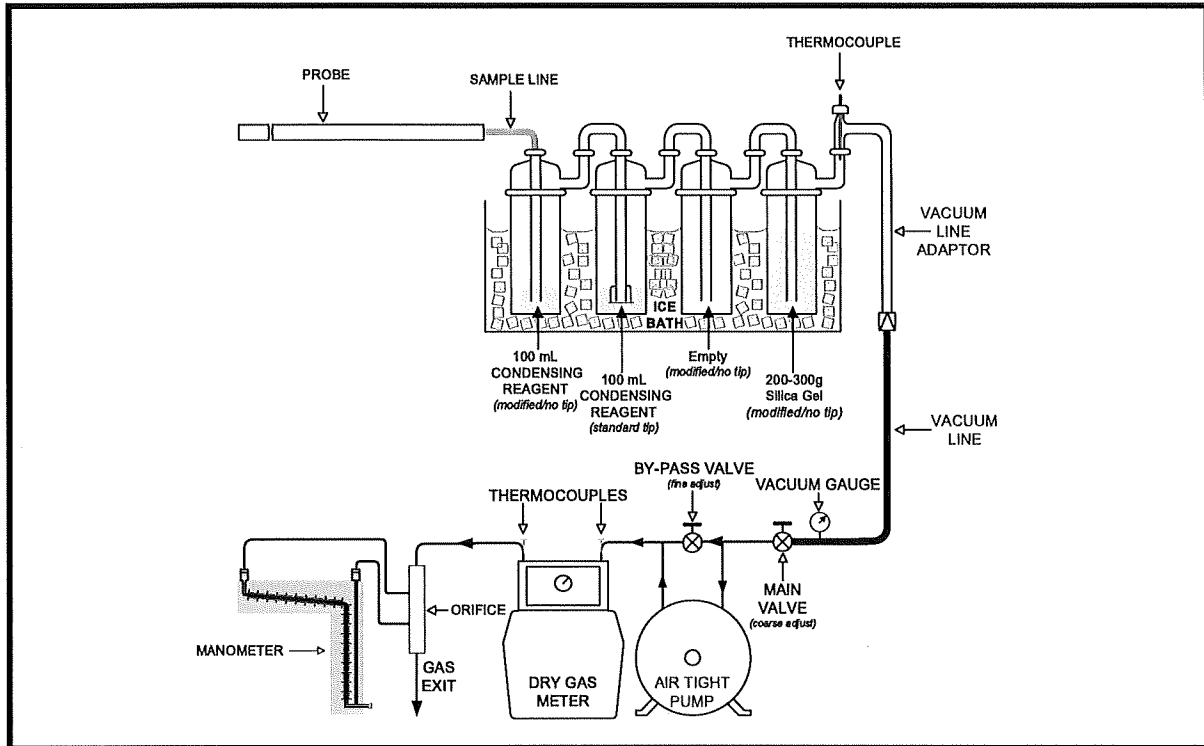 THERMOCOUPLE
PROBE
SAMPLE LINE
VACUUM
LINE
ADAPTOR
ICE
BATH
100 mL
CONDENSING
REAGENT
(modified/no tip)
100 mL
CONDENSING
REAGENT
(standard tip)
Empty
(modified/no tip)
200-300g
Silica Gel
(modified/no tip)
VACUUM
LINE
BY-PASS VALVE
(fine adjust)
VACUUM GAUGE
THERMOCOUPLES
MAIN
VALVE
(coarse adjust)
ORIFICE
MANOMETER
GAS
EXIT
DRY GAS
METER
AIR TIGHT
PUMP